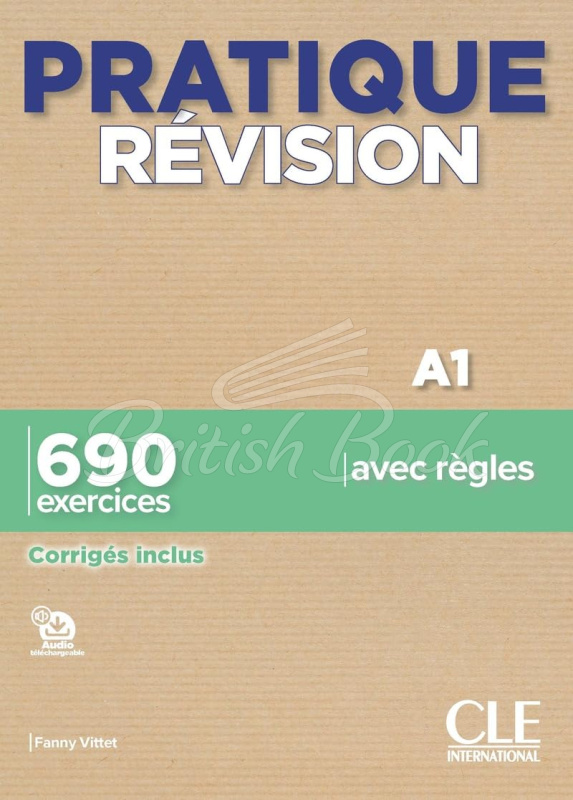 PRATIQUE
RÉVISION
A1
British Book
690
exercices
avec règles
Corrigés inclus
Audio
téléchargeable
Fanny Vittet
CLE
INTERNATIONAL